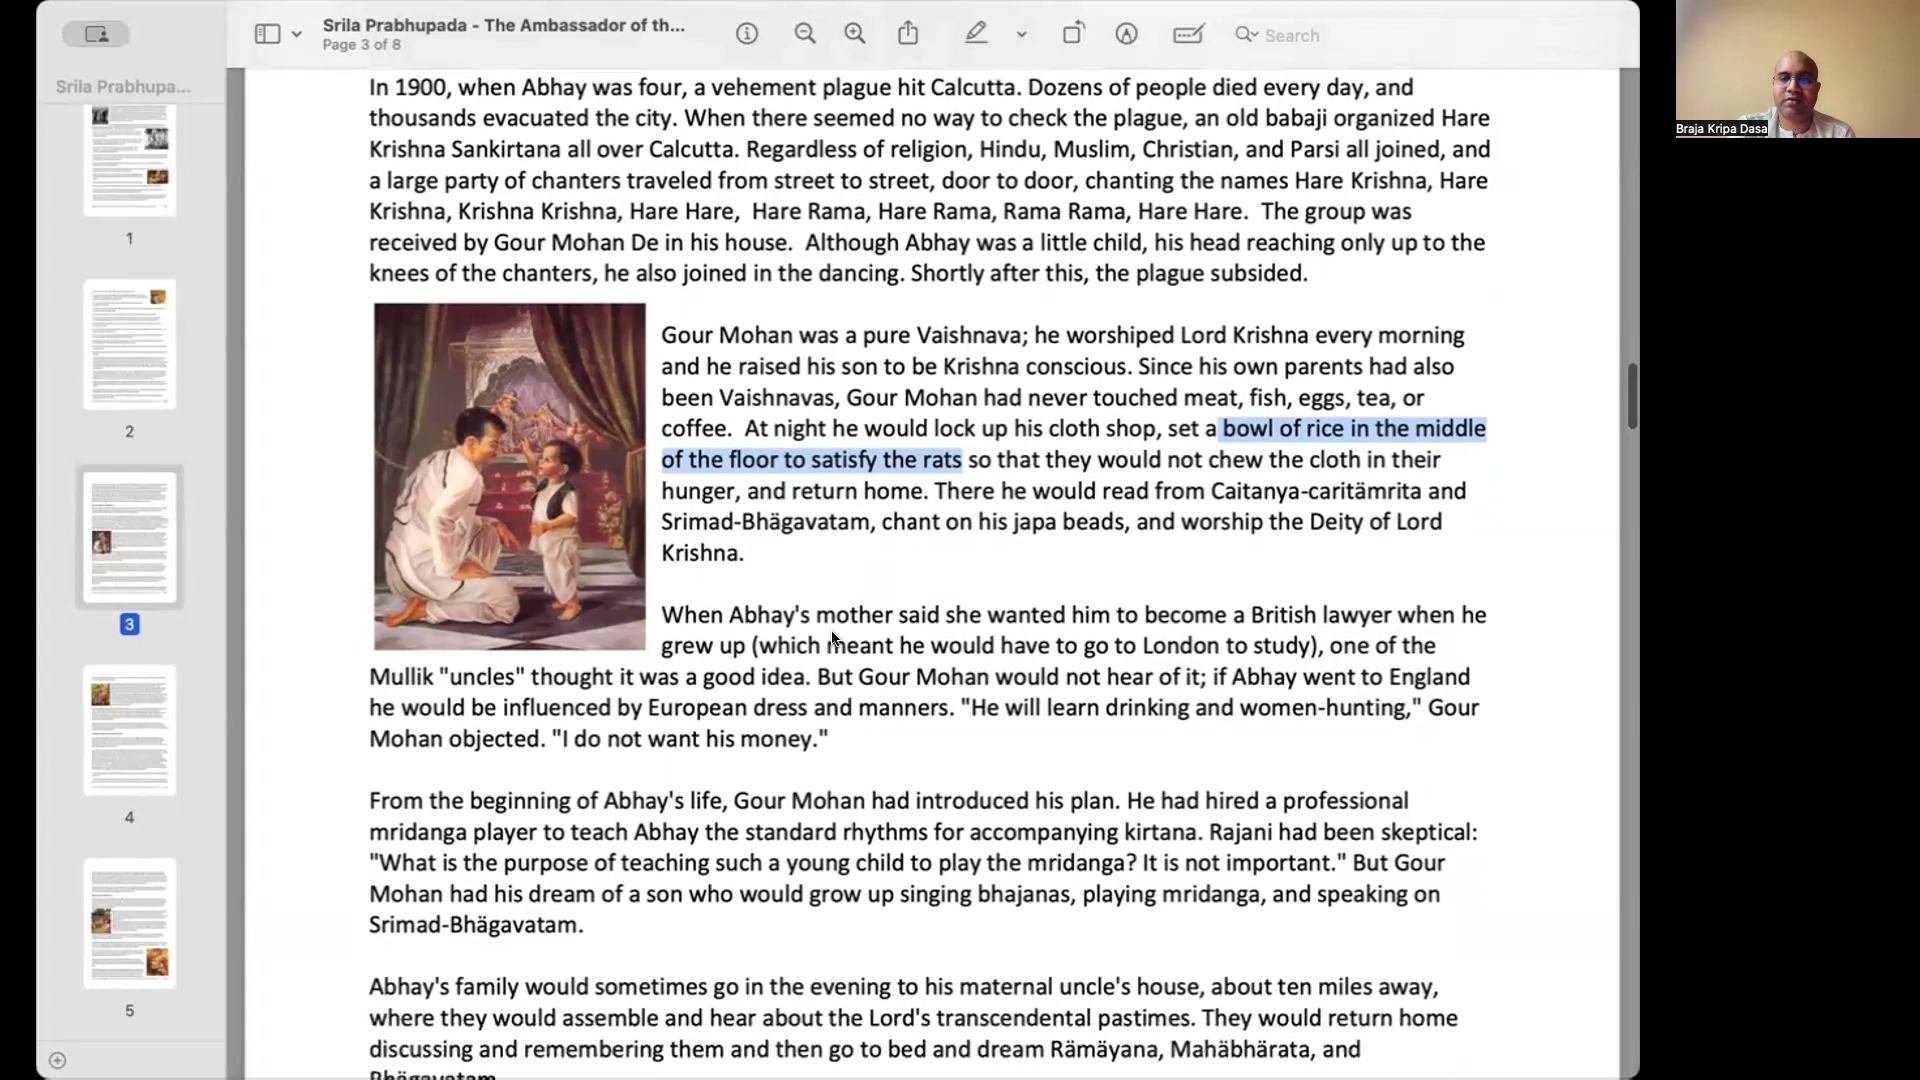 Srila Prabhupada - The Ambassador of th...
Page 3 of 8
Search
Srila Prabhupa...
1
2
3
4
5
In 1900, when Abhay was four, a vehement plague hit Calcutta. Dozens of people died every day, and
thousands evacuated the city. When there seemed no way to check the plague, an old babaji organized Hare
Krishna Sankirtana all over Calcutta. Regardless of religion, Hindu, Muslim, Christian, and Parsi all joined, and
a large party of chanters traveled from street to street, door to door, chanting the names Hare Krishna, Hare
Krishna, Krishna Krishna, Hare Hare,  Hare Rama, Hare Rama, Rama Rama, Hare Hare.  The group was
received by Gour Mohan De in his house.  Although Abhay was a little child, his head reaching only up to the
knees of the chanters, he also joined in the dancing. Shortly after this, the plague subsided.
Gour Mohan was a pure Vaishnava; he worshiped Lord Krishna every morning
and he raised his son to be Krishna conscious. Since his own parents had also
been Vaishnavas, Gour Mohan had never touched meat, fish, eggs, tea, or
coffee.  At night he would lock up his cloth shop, set a bowl of rice in the middle
of the floor to satisfy the rats so that they would not chew the cloth in their
hunger, and return home. There he would read from Caitanya-caritämrita and
Srimad-Bhägavatam, chant on his japa beads, and worship the Deity of Lord
Krishna.
When Abhay's mother said she wanted him to become a British lawyer when he
grew up (which meant he would have to go to London to study), one of the
Mullik "uncles" thought it was a good idea. But Gour Mohan would not hear of it; if Abhay went to England
he would be influenced by European dress and manners. "He will learn drinking and women-hunting," Gour
Mohan objected. "I do not want his money."
From the beginning of Abhay's life, Gour Mohan had introduced his plan. He had hired a professional
mridanga player to teach Abhay the standard rhythms for accompanying kirtana. Rajani had been skeptical:
"What is the purpose of teaching such a young child to play the mridanga? It is not important." But Gour
Mohan had his dream of a son who would grow up singing bhajanas, playing mridanga, and speaking on
Srimad-Bhägavatam.
Abhay's family would sometimes go in the evening to his maternal uncle's house, about ten miles away,
where they would assemble and hear about the Lord's transcendental pastimes. They would return home
discussing and remembering them and then go to bed and dream Rämäyana, Mahäbhärata, and
Bhägavatam.
Braja Kripa Dasa